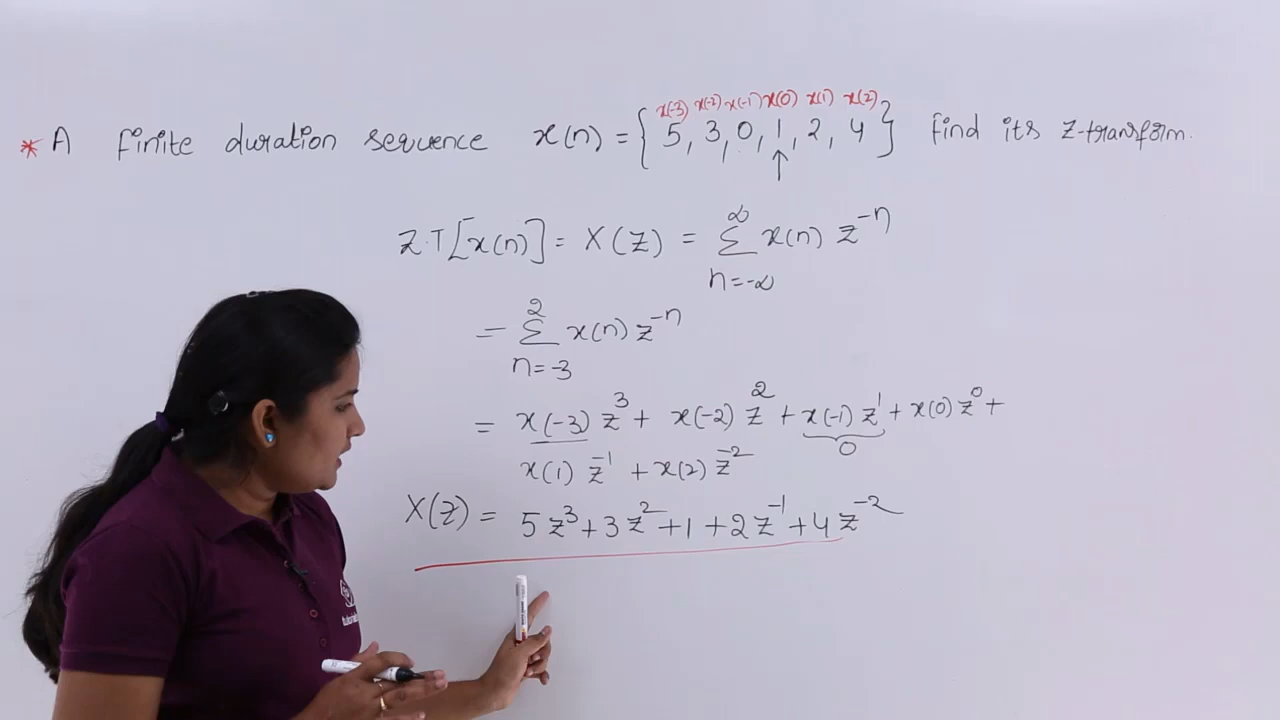 x(-3) x(-2) x(-1) x(0) x(1) x(2)
* A finite duration sequence x(n) = { 5, 3, 0, 1, 2, 4 } find its z-transform.
↑
Z.T[x(n)] = X(Z) = ∞ Σ n=-∞ x(n) z^-n
= 2 Σ n=-3 x(n) z^-n
= x(-3) z^3 + x(-2) z^2 + x(-1) z^1 + x(0) z^0 +
0
x(1) z^-1 + x(2) z^-2
X(z) = 5z^3 + 3z^2 + 1 + 2z^-1 + 4z^-2